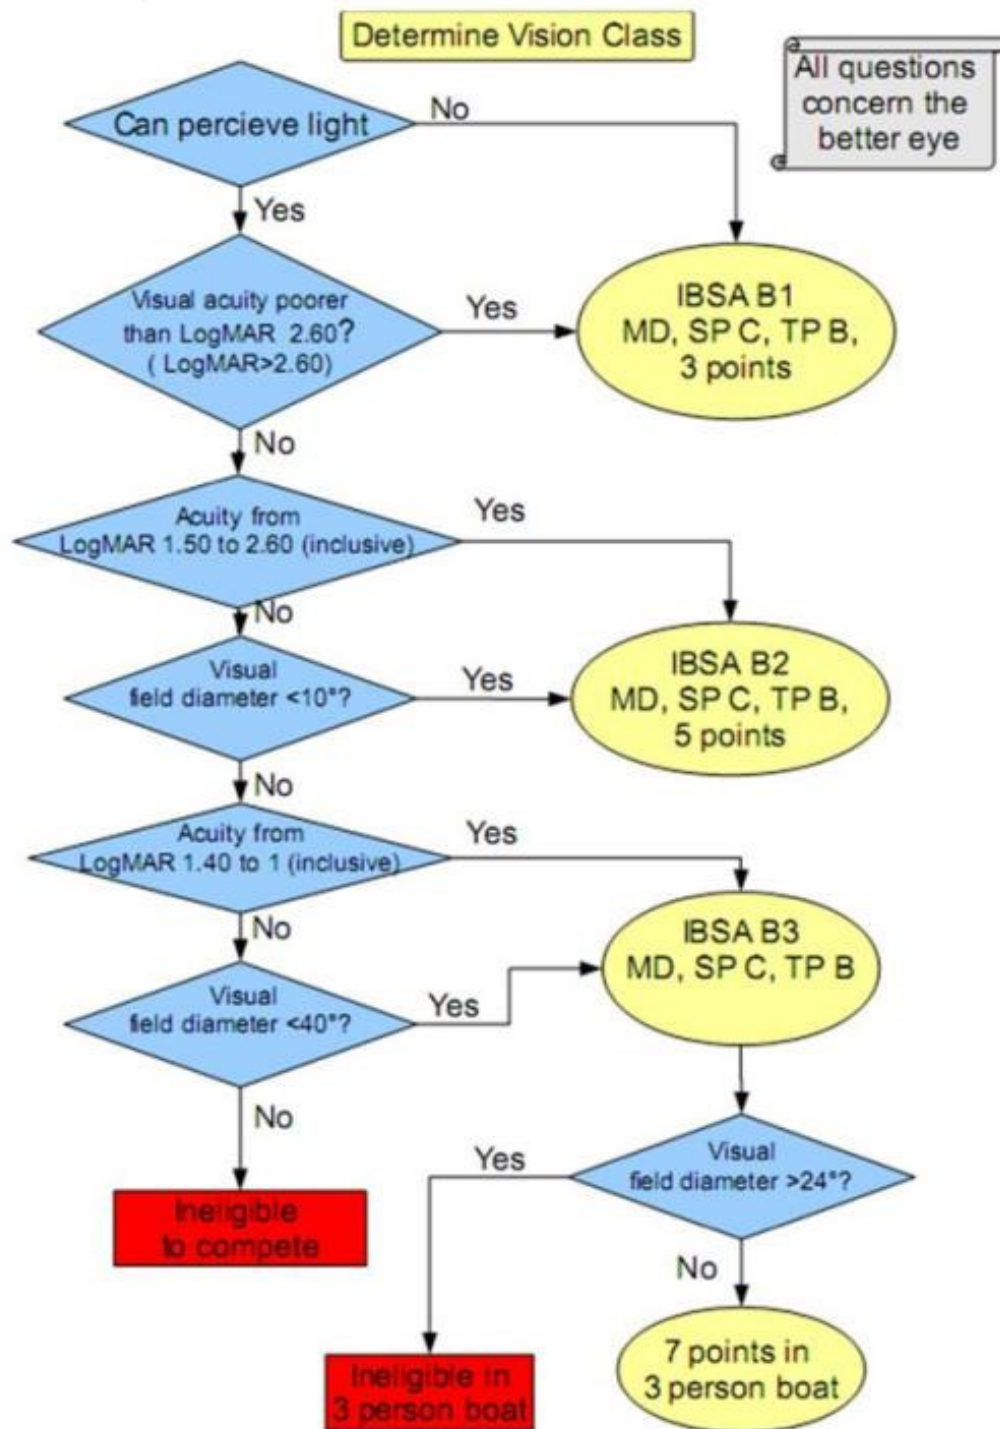 Determine Vision Class
All questions
concern the
better eye
Can percieve light
No
Yes
Visual acuity poorer
than LogMAR 2.60?
( LogMAR>2.60)
Yes
IBSA B1
MD, SP C, TP B,
3 points
No
Acuity from
LogMAR 1.50 to 2.60 (inclusive)
Yes
No
Visual
field diameter <10°?
Yes
IBSA B2
MD, SP C, TP B,
5 points
No
Acuity from
LogMAR 1.40 to 1 (inclusive)
Yes
No
IBSA B3
MD, SP C, TP B
Visual
field diameter <40°?
Yes
No
Ineligible
to compete
Visual
field diameter >24°?
Yes
No
Ineligible in
3 person boat
7 points in
3 person boat